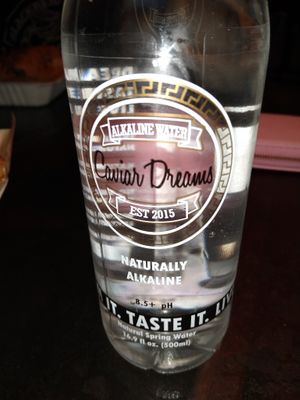 ALKALINE WATER
Caviar Dreams
EST 2015
NATURALLY
ALKALINE
8.5+ pH
IT. TASTE IT. LIV
Natural Spring Water
16.9 fl. oz. (500ml)